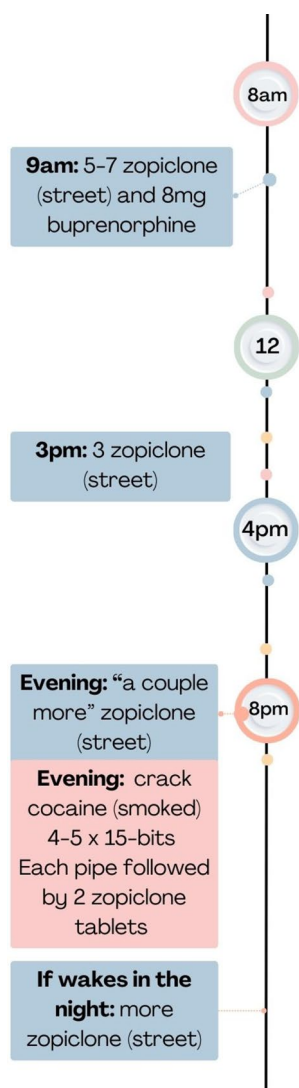 8am
9am: 5-7 zopiclone
(street) and 8mg
buprenorphine
12
3pm: 3 zopiclone
(street)
4pm
Evening: “a couple
more” zopiclone
(street)
8pm
Evening: crack
cocaine (smoked)
4-5 x 15-bits
Each pipe followed
by 2 zopiclone
tablets
If wakes in the
night: more
zopiclone (street)